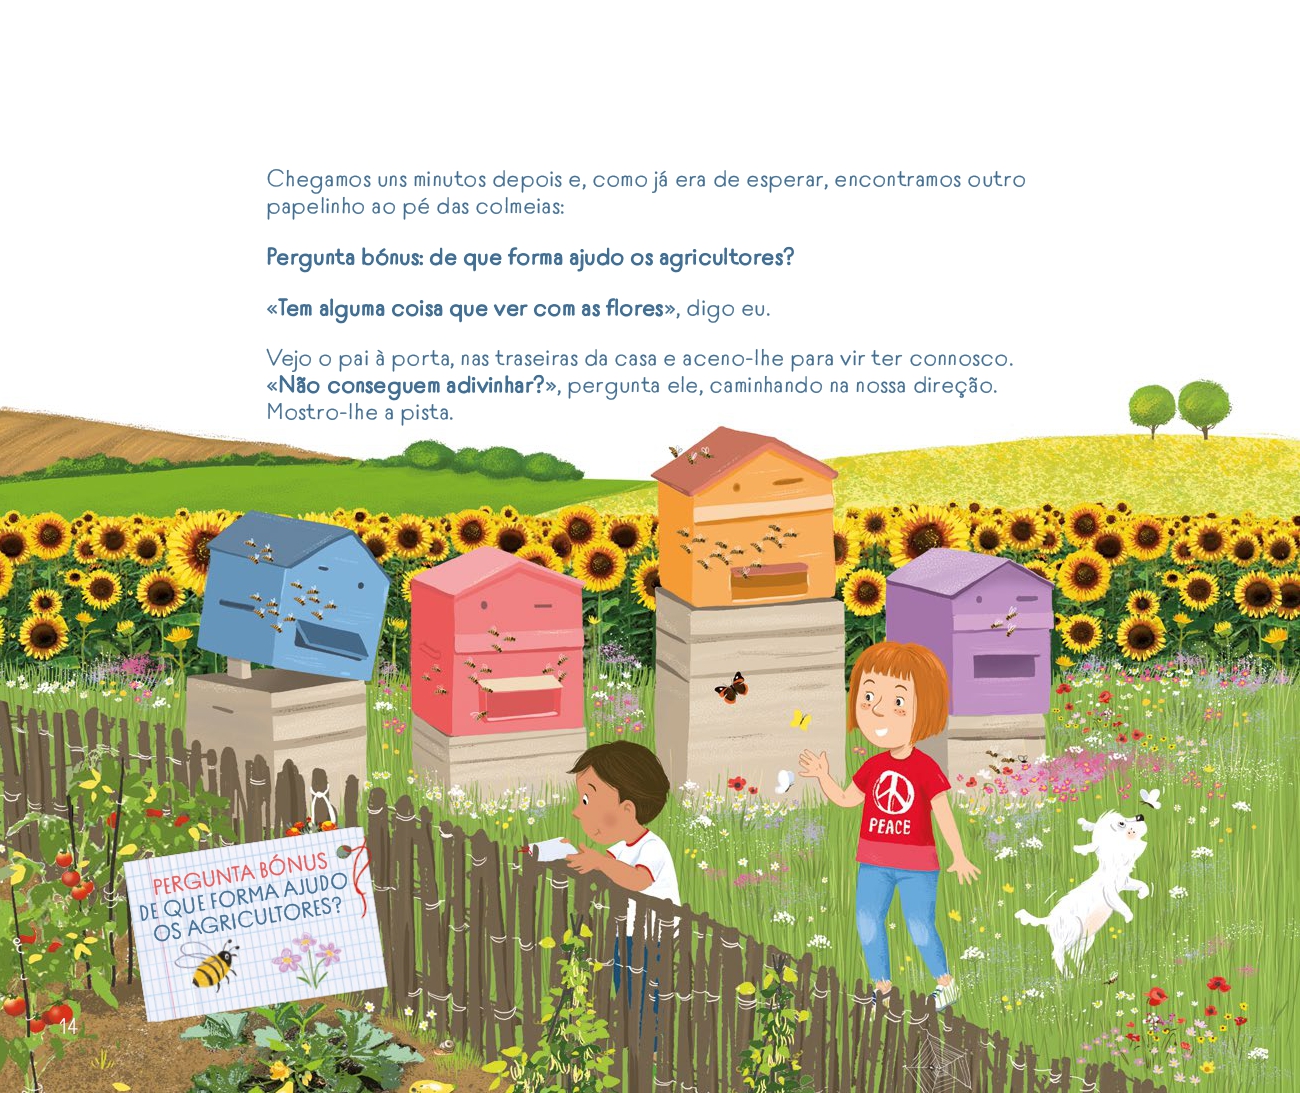 Chegamos uns minutos depois e, como já era de esperar, encontramos outro
papelinho ao pé das colmeias:
Pergunta bónus: de que forma ajudo os agricultores?
«Tem alguma coisa que ver com as flores», digo eu.
Vejo o pai à porta, nas traseiras da casa e aceno-lhe para vir ter connosco.
«Não conseguem adivinhar?», pergunta ele, caminhando na nossa direção.
Mostro-lhe a pista.
PEACE
PERGUNTA BÓNUS
DE QUE FORMA AJUDO
OS AGRICULTORES?
14